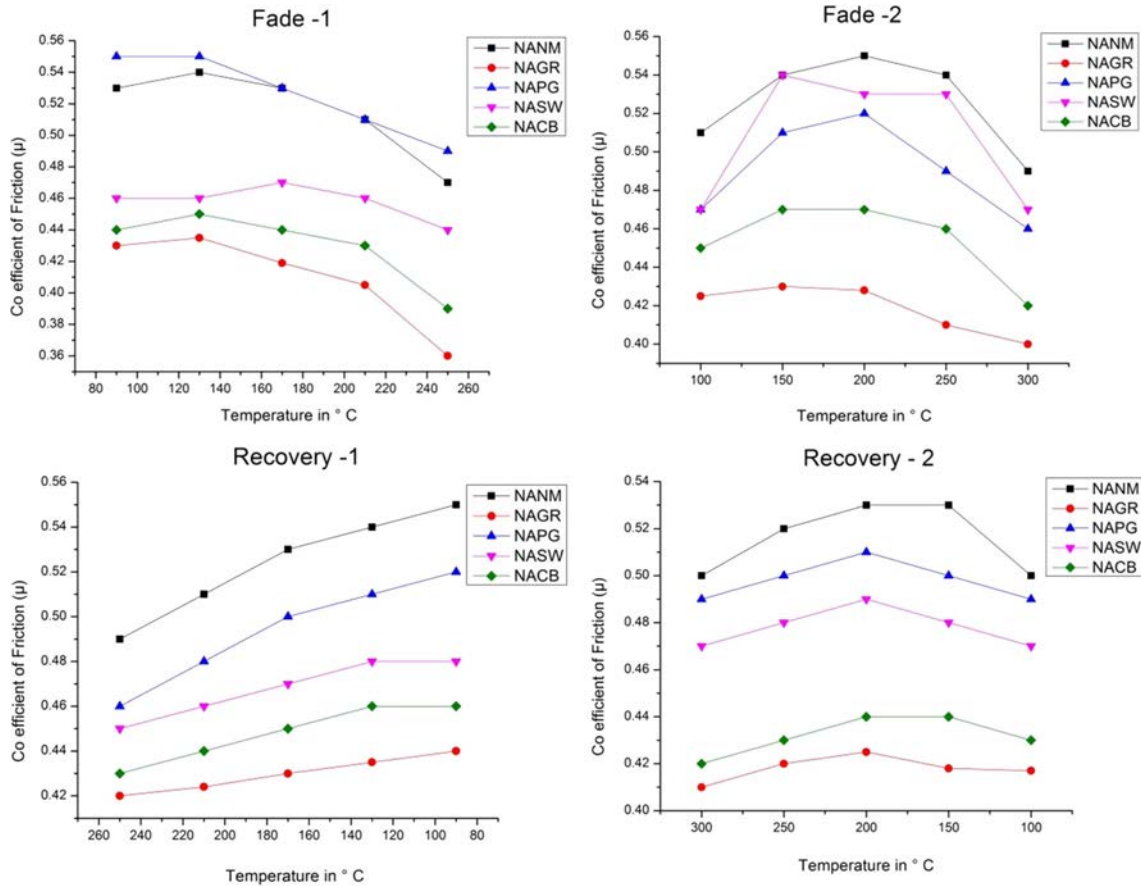 Fade -1
0.56
0.54
0.52
0.50
0.48
0.46
0.44
0.42
0.40
0.38
0.36
Co efficient of Friction (μ)
80 100 120 140 160 180 200 220 240 260
Temperature in ° C
NANM
NAGR
NAPG
NASW
NACB
Fade -2
0.56
0.54
0.52
0.50
0.48
0.46
0.44
0.42
0.40
Co efficient of Friction (μ)
100 150 200 250 300
Temperature in ° C
NANM
NAGR
NAPG
NASW
NACB
Recovery -1
0.56
0.54
0.52
0.50
0.48
0.46
0.44
0.42
Co efficient of Friction (μ)
260 240 220 200 180 160 140 120 100 80
Temperature in ° C
NANM
NAGR
NAPG
NASW
NACB
Recovery - 2
0.54
0.52
0.50
0.48
0.46
0.44
0.42
0.40
Co efficient of Friction (μ)
300 250 200 150 100
Temperature in ° C
NANM
NAGR
NAPG
NASW
NACB